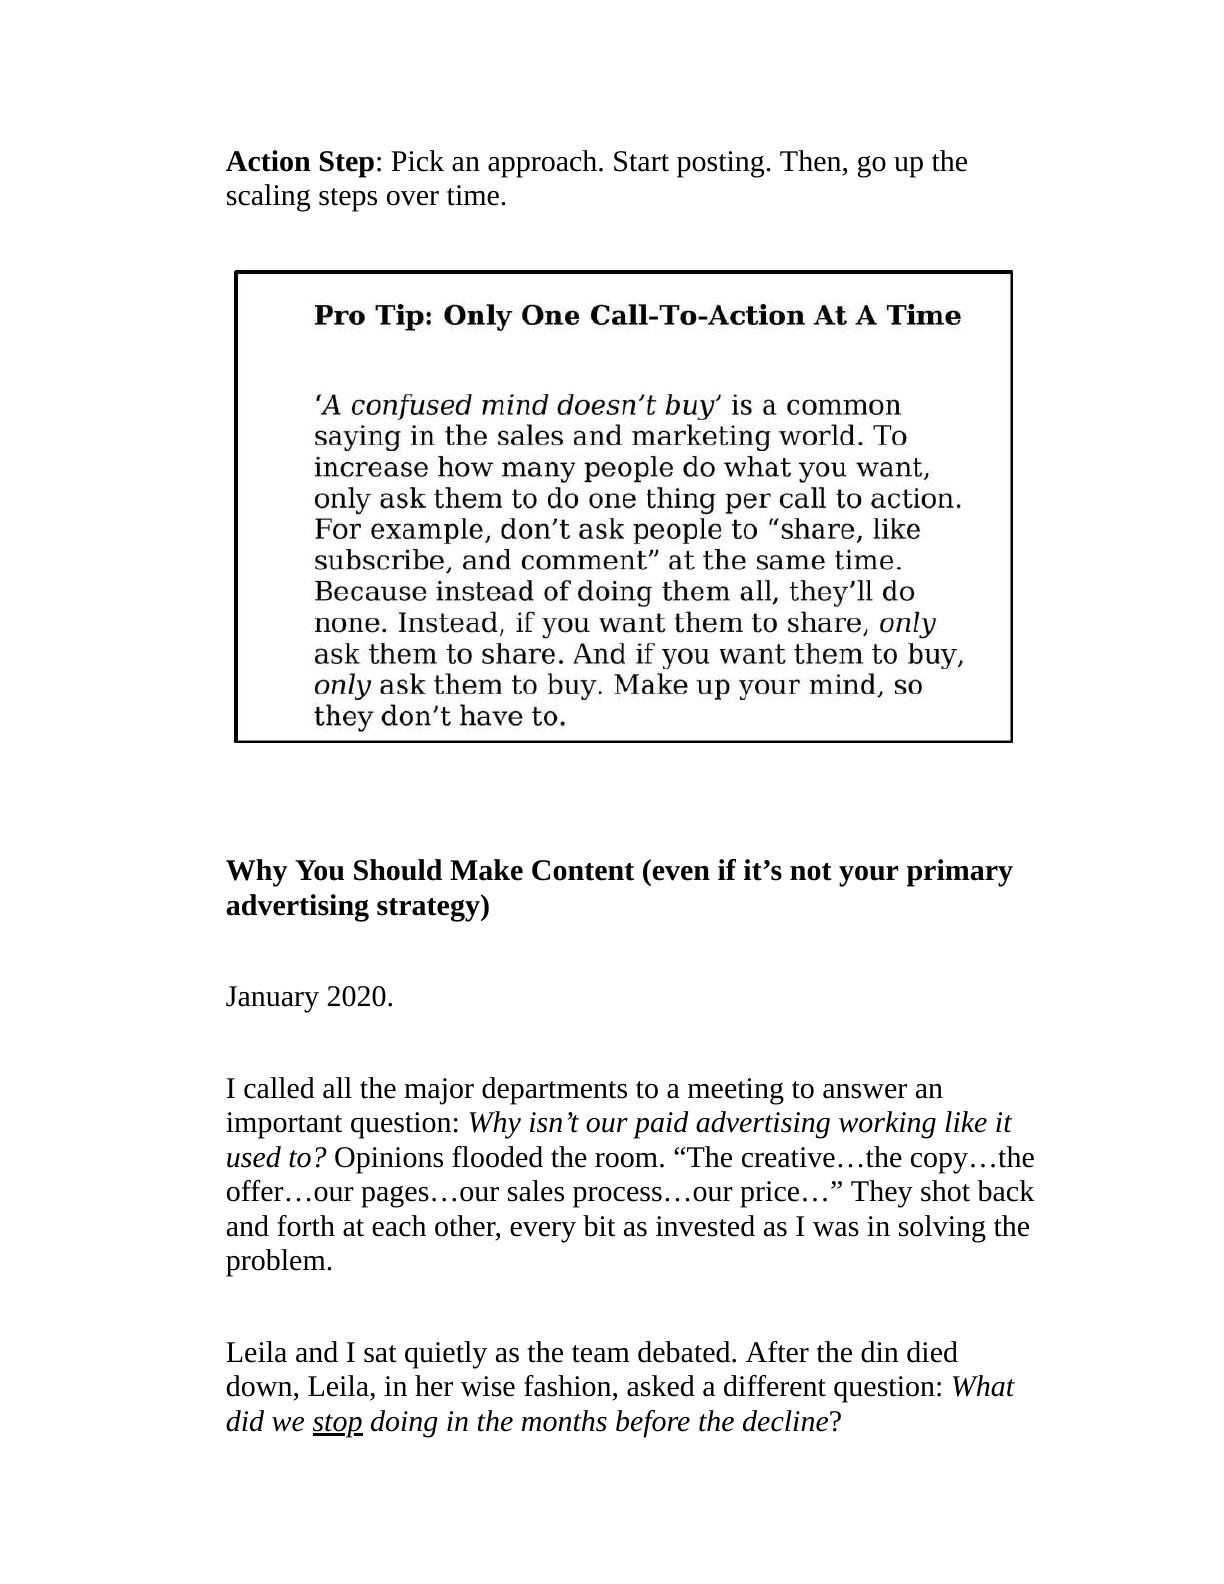 Action Step: Pick an approach. Start posting. Then, go up the
scaling steps over time.
Pro Tip: Only One Call-To-Action At A Time
‘A confused mind doesn’t buy’ is a common
saying in the sales and marketing world. To
increase how many people do what you want,
only ask them to do one thing per call to action.
For example, don’t ask people to “share, like
subscribe, and comment” at the same time.
Because instead of doing them all, they’ll do
none. Instead, if you want them to share, only
ask them to share. And if you want them to buy,
only ask them to buy. Make up your mind, so
they don’t have to.
Why You Should Make Content (even if it’s not your primary
advertising strategy)
January 2020.
I called all the major departments to a meeting to answer an
important question: Why isn’t our paid advertising working like it
used to? Opinions flooded the room. “The creative…the copy…the
offer…our pages…our sales process…our price…” They shot back
and forth at each other, every bit as invested as I was in solving the
problem.
Leila and I sat quietly as the team debated. After the din died
down, Leila, in her wise fashion, asked a different question: What
did we stop doing in the months before the decline?